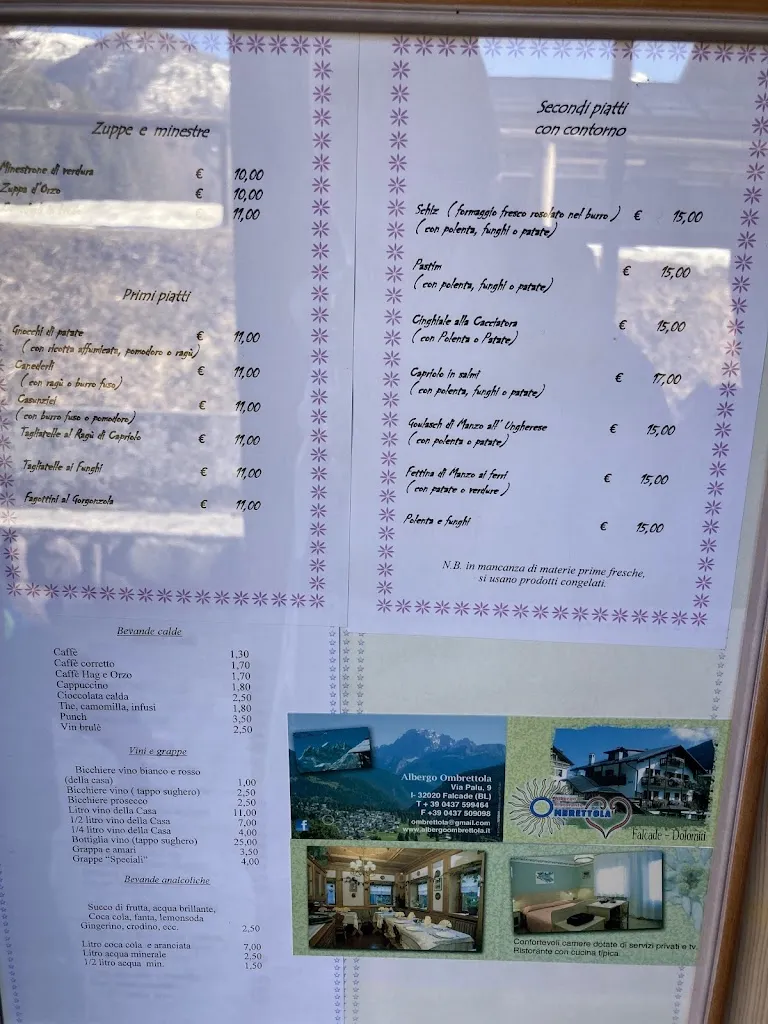 Zuppe e minestre
Minestrone di verdura € 10,00
Zuppa d'Orzo € 10,00
€ 11,00
Primi piatti
Gnocchi di patate € 11,00
(con ricotta affumicata, pomodoro o ragù)
Canederli € 11,00
(con ragù o burro fuso)
Casunziei € 11,00
(con burro fuso o pomodoro)
Tagliatelle al Ragù di Capriolo € 11,00
Tagliatelle ai Funghi € 11,00
Fagottini al Gorgonzola € 11,00
Secondi piatti
con contorno
Schiz ( formaggio fresco rosolato nel burro ) € 15,00
( con polenta, funghi o patate)
Pastim € 15,00
( con polenta, funghi o patate)
Cinghiale alla Cacciatora € 15,00
( con Polenta o Patate)
Capriolo in salmì € 17,00
( con polenta, funghi o patate)
Goulasch di Manzo all' Ungherese € 15,00
( con polenta o patate)
Fettina di Manzo ai ferri € 15,00
( con patate o verdure )
Polenta e funghi € 15,00
N.B. in mancanza di materie prime fresche,
si usano prodotti congelati.
Bevande calde
Caffè 1,30
Caffè corretto 1,70
Caffè Hag e Orzo 1,70
Cappuccino 1,80
Cioccolata calda 2,50
The, camomilla, infusi 1,80
Punch 3,50
Vin brulè 2,50
Vini e grappe
Bicchiere vino bianco e rosso
(della casa) 1,00
Bicchiere vino ( tappo sughero) 2,50
Bicchiere prosecco 2,50
Litro vino della Casa 11,00
1/2 litro vino della Casa 7,00
1/4 litro vino della Casa 4,00
Bottiglia vino (tappo sughero) 25,00
Grappa e amari 3,50
Grappe "Speciali" 4,00
Bevande analcoliche
Succo di frutta, acqua brillante,
Coca cola, fanta, lemonsoda
Gingerino, crodino, ecc. 2,50
Litro coca cola e aranciata 7,00
Litro acqua minerale 2,50
1/2 litro acqua min. 1,50
Albergo Ombrettola
Via Palu, 9
I- 32020 Falcade (BL)
T + 39 0437 599464
F + 39 0437 509098
ombrettola@gmail.com
www.albergoombrettola.it
f
OMBRETTOLA
Falcade - Dolomiti
Confortevoli camere dotate di servizi privati e tv.
Ristorante con cucina tipica.